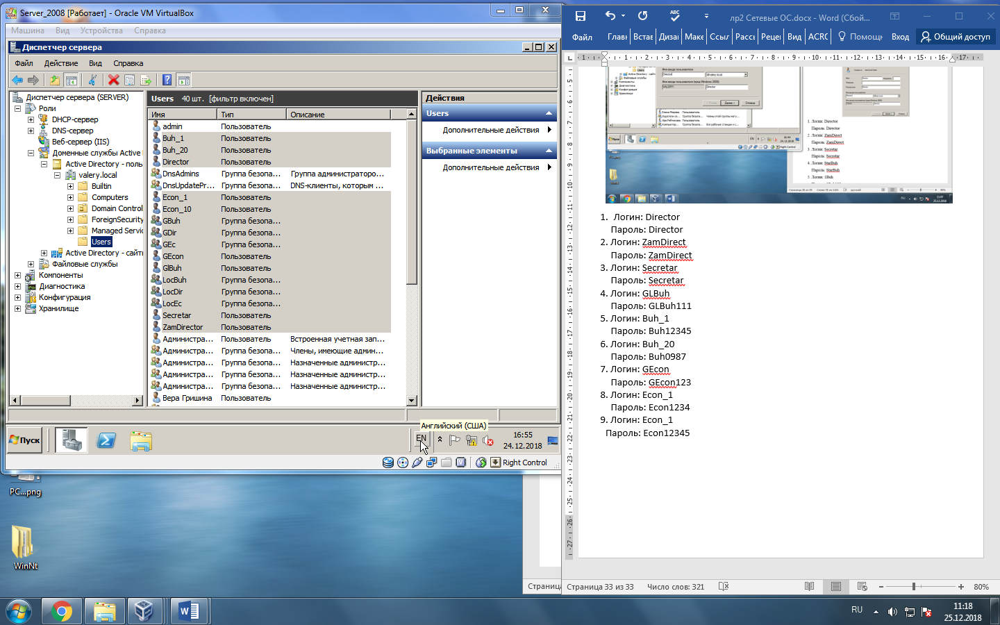 Server_2008 [Работает] - Oracle VM VirtualBox
Машина Вид Устройства Справка
Диспетчер сервера
Файл Действие Вид Справка
Диспетчер сервера (SERVER)
Роли
DHCP-сервер
DNS-сервер
Веб-сервер (IIS)
Доменные службы Active
Active Directory - поль
valery.local
Builtin
Computers
Domain Control
ForeignSecurity
Managed Servic
Users
Active Directory - сайт
Файловые службы
Компоненты
Диагностика
Конфигурация
Хранилище
Users 40 шт. [фильтр включен]
Имя Тип Описание
admin Пользователь
Buh_1 Пользователь
Buh_20 Пользователь
Director Пользователь
DnsAdmins Группа безопа... Группа администраторо...
DnsUpdatePr... Группа безопа... DNS-клиенты, которым ...
Econ_1 Пользователь
Econ_10 Пользователь
GBuh Группа безопа...
GDir Группа безопа...
GEc Группа безопа...
GEcon Пользователь
GlBuh Пользователь
LocBuh Группа безопа...
LocDir Группа безопа...
LocEc Группа безопа...
Secretar Пользователь
ZamDirector Пользователь
Администра... Пользователь Встроенная учетная зап...
Администра... Группа безопа... Члены, имеющие админ...
Администра... Группа безопа... Назначенные администр...
Администра... Группа безопа... Назначенные администр...
Администра... Группа безопа... Назначенные администр...
Вера Гришина Пользователь
Действия
Users
Дополнительные действия
Выбранные элементы
Дополнительные действия
Английский (США)
Пуск
EN
16:55
24.12.2018
Right Control
PC...png
WinNt
Страница
лр2 Сетевые ОС.docx - Word (Сбой...
Файл Главн Встав Дизай Маке Ссыл Рассы Рецен Вид ACRO Помощн Вход Общий доступ
1. Логин: Director
Пароль: Director
2. Логин: ZamDirect
Пароль: ZamDirect
3. Логин: Secretar
Пароль: Secretar
4. Логин: GLBuh
Пароль: GLBuh111
5. Логин: Buh_1
Пароль: Buh12345
6. Логин: Buh_20
Пароль: Buh0987
7. Логин: GEcon
Пароль: GEcon123
8. Логин: Econ_1
Пароль: Econ1234
9. Логин: Econ_1
Пароль: Econ12345
Страница 33 из 33 Число слов: 321
80%
RU
11:18
25.12.2018